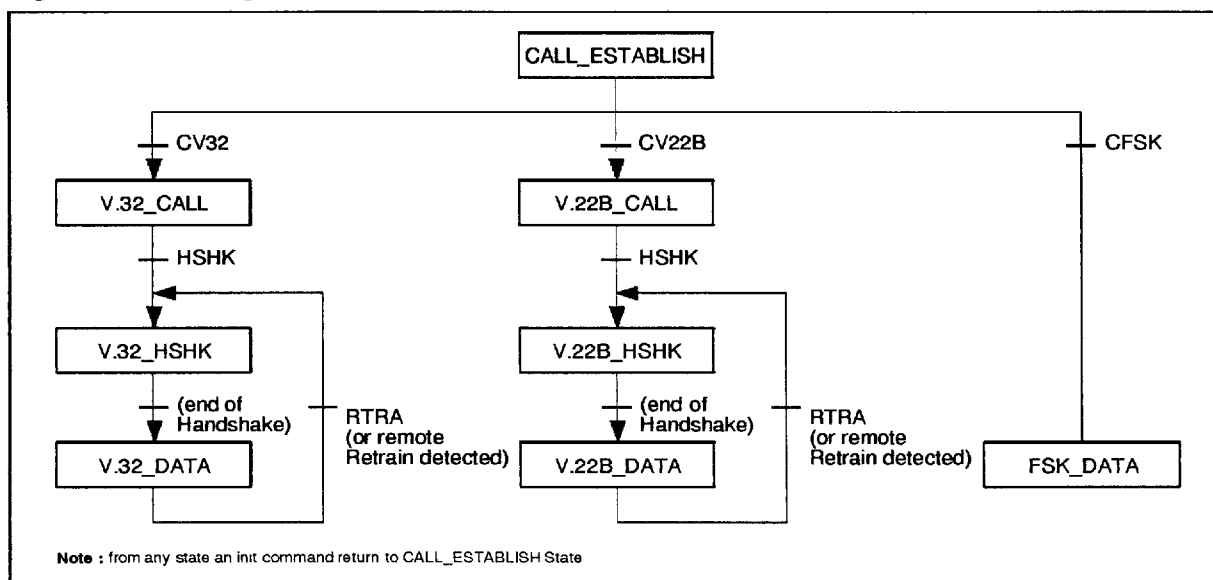 CALL_ESTABLISH
CV32
CV22B
CFSK
V.32_CALL
V.22B_CALL
HSHK
HSHK
V.32_HSHK
V.22B_HSHK
(end of
Handshake)
RTRA
(or remote
Retrain detected)
(end of
Handshake)
RTRA
(or remote
Retrain detected)
V.32_DATA
V.22B_DATA
FSK_DATA
Note : from any state an init command return to CALL_ESTABLISH State